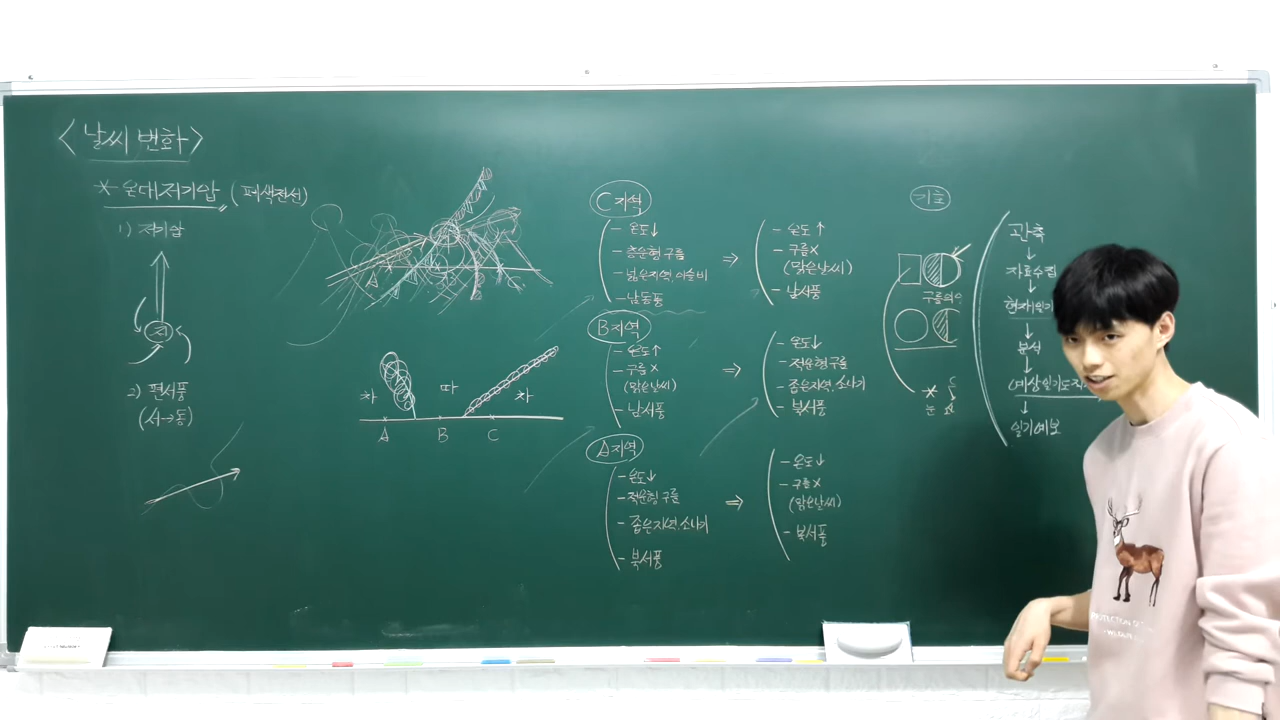 <날씨 변화>
* 온대저기압 (폐색전선)
1) 저기압
저
2) 편서풍
(서→동)
차 따 차
A B C
C지역
- 온도↓
- 층운형 구름
- 넓은지역, 이슬비
- 남동풍
⇒
- 온도↑
- 구름X
(맑은날씨)
- 남서풍
B지역
- 온도↑
- 구름X
(맑은날씨)
- 남서풍
⇒
- 온도↓
- 적운형구름
- 좁은지역, 소나기
- 북서풍
A지역
- 온도↓
- 적운형 구름
- 좁은지역, 소나기
- 북서풍
⇒
- 온도↓
- 구름X
(맑은날씨)
- 북서풍
기호
구름의
* 눈
관측
↓
자료수집
↓
현재일기
↓
분석
↓
(예상일기도
↓
일기예보